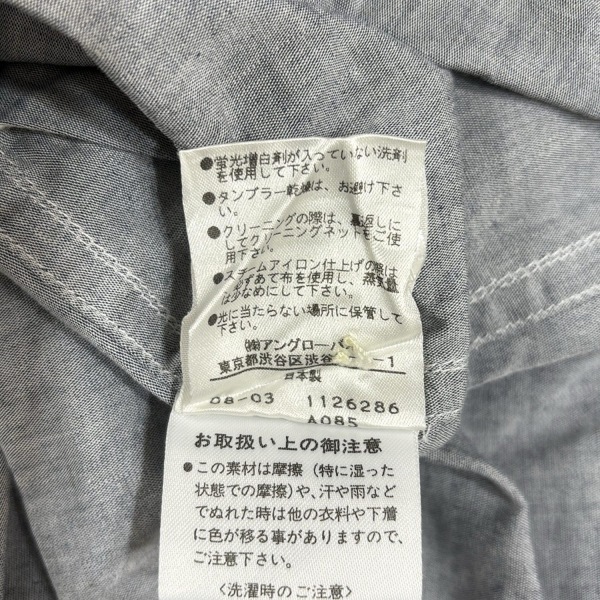 ●蛍光増白剤が入っていない洗剤
を使用して下さい。
●タンブラー乾燥は、お避け下さ
い。
●クリーニングの際は、裏返しに
してクリーニングネットをご使
用下さい。
●スチームアイロン仕上げの際は
必ずあて布を使用し、蒸気量
は少なめにして下さい。
●光に当たらない場所に保管して
下さい。
㈱アングローバル
東京都渋谷区渋谷 -1
日本製
08-03 1126286
A085
お取扱い上の御注意
●この素材は摩擦(特に湿った
状態での摩擦)や、汗や雨など
でぬれた時は他の衣料や下着
に色が移る事がありますので、
ご注意下さい。
〈洗濯時のご注意〉